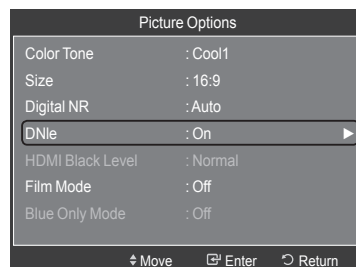 Picture Options
Color Tone : Cool1
Size : 16:9
Digital NR : Auto
DNIe : On
HDMI Black Level : Normal
Film Mode : Off
Blue Only Mode : Off
Move Enter Return